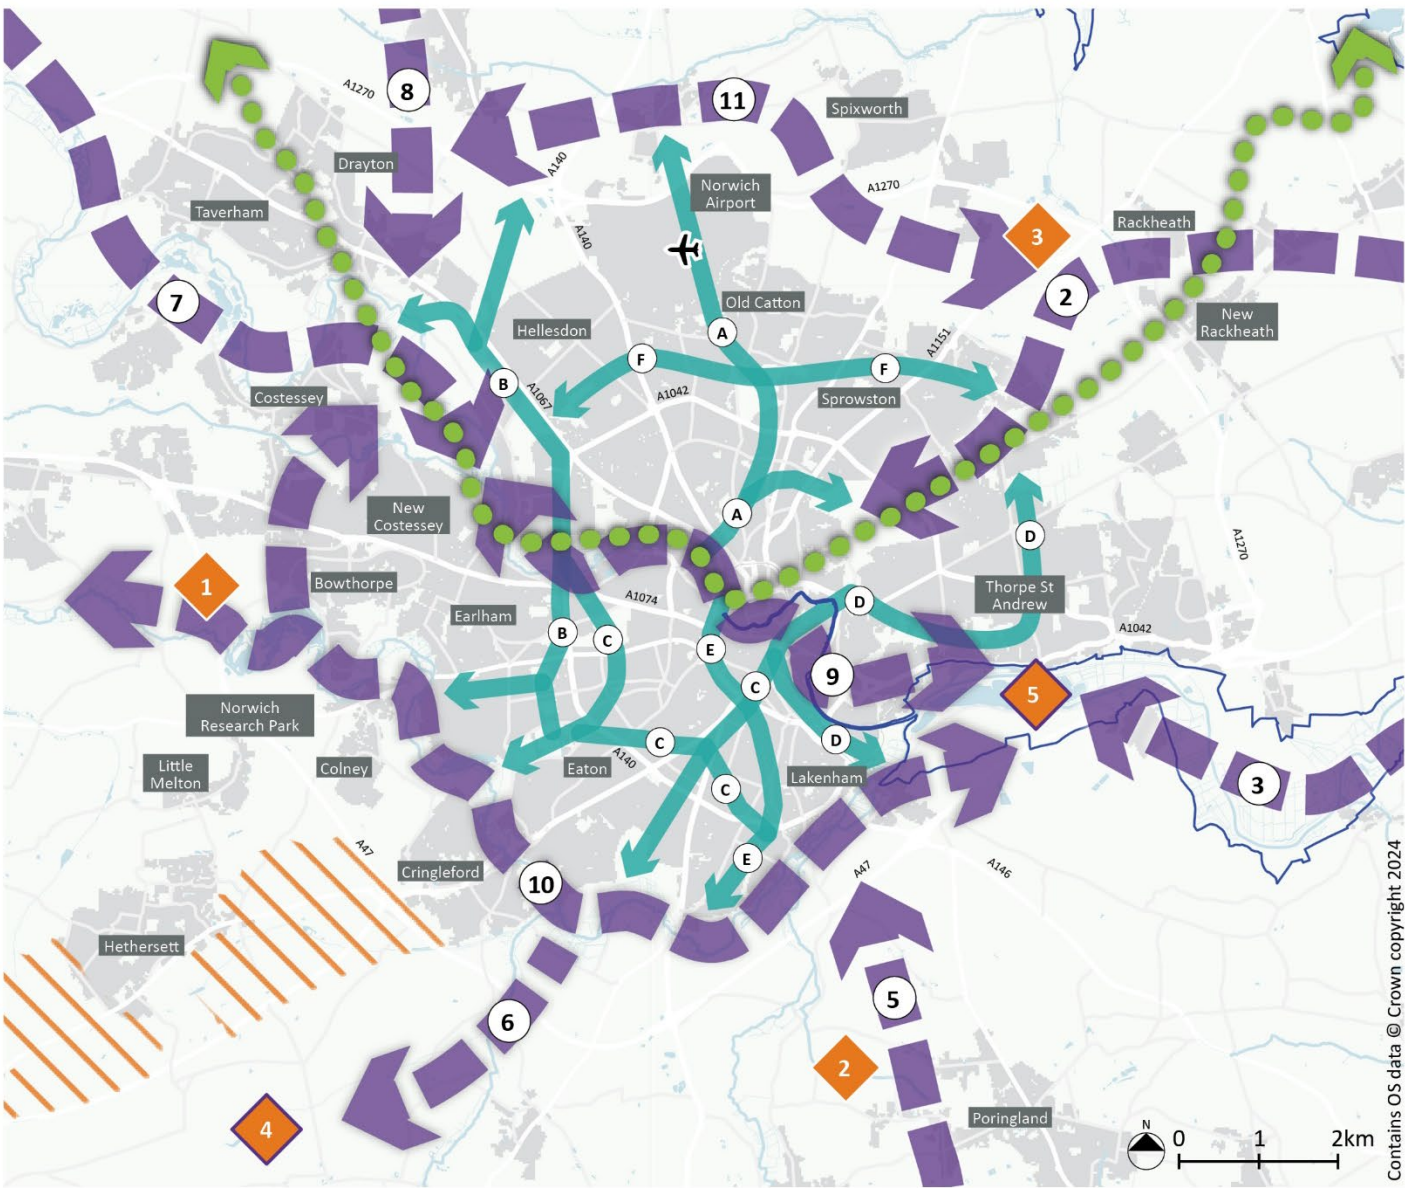 8
11
Spixworth
A1270
Drayton
A140
Norwich
Airport
A1270
Taverham
Rackheath
3
A140
2
7
Old Catton
Hellesdon
New
Rackheath
A
A1151
F
F
B
A1067
A1042
Costessey
Sprowston
New
Costessey
A
D
A1270
1
Bowthorpe
Thorpe St
Andrew
A1074
D
Earlham
A1042
B
C
E
9
C
5
Norwich
Research Park
C
D
A140
Little
Melton
Colney
Eaton
Lakenham
C
3
A47
E
A47
A146
Cringleford
10
Hethersett
5
6
2
4
Poringland
N
0 1 2km
Contains OS data © Crown copyright 2024